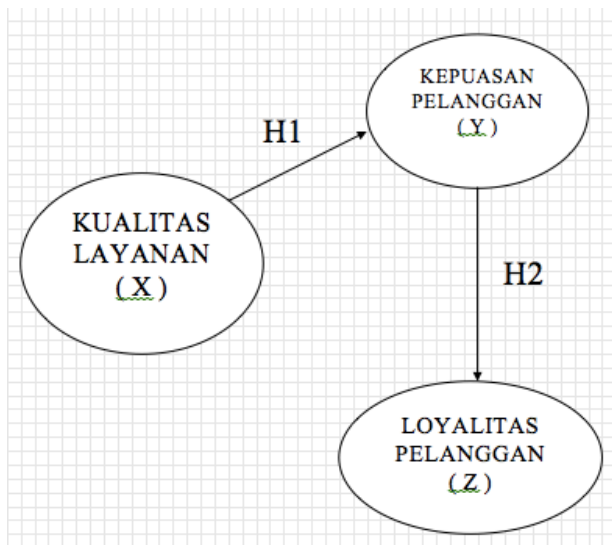 KEPUASAN
PELANGGAN
( Y )
H1
KUALITAS
LAYANAN
( X )
H2
LOYALITAS
PELANGGAN
( Z )